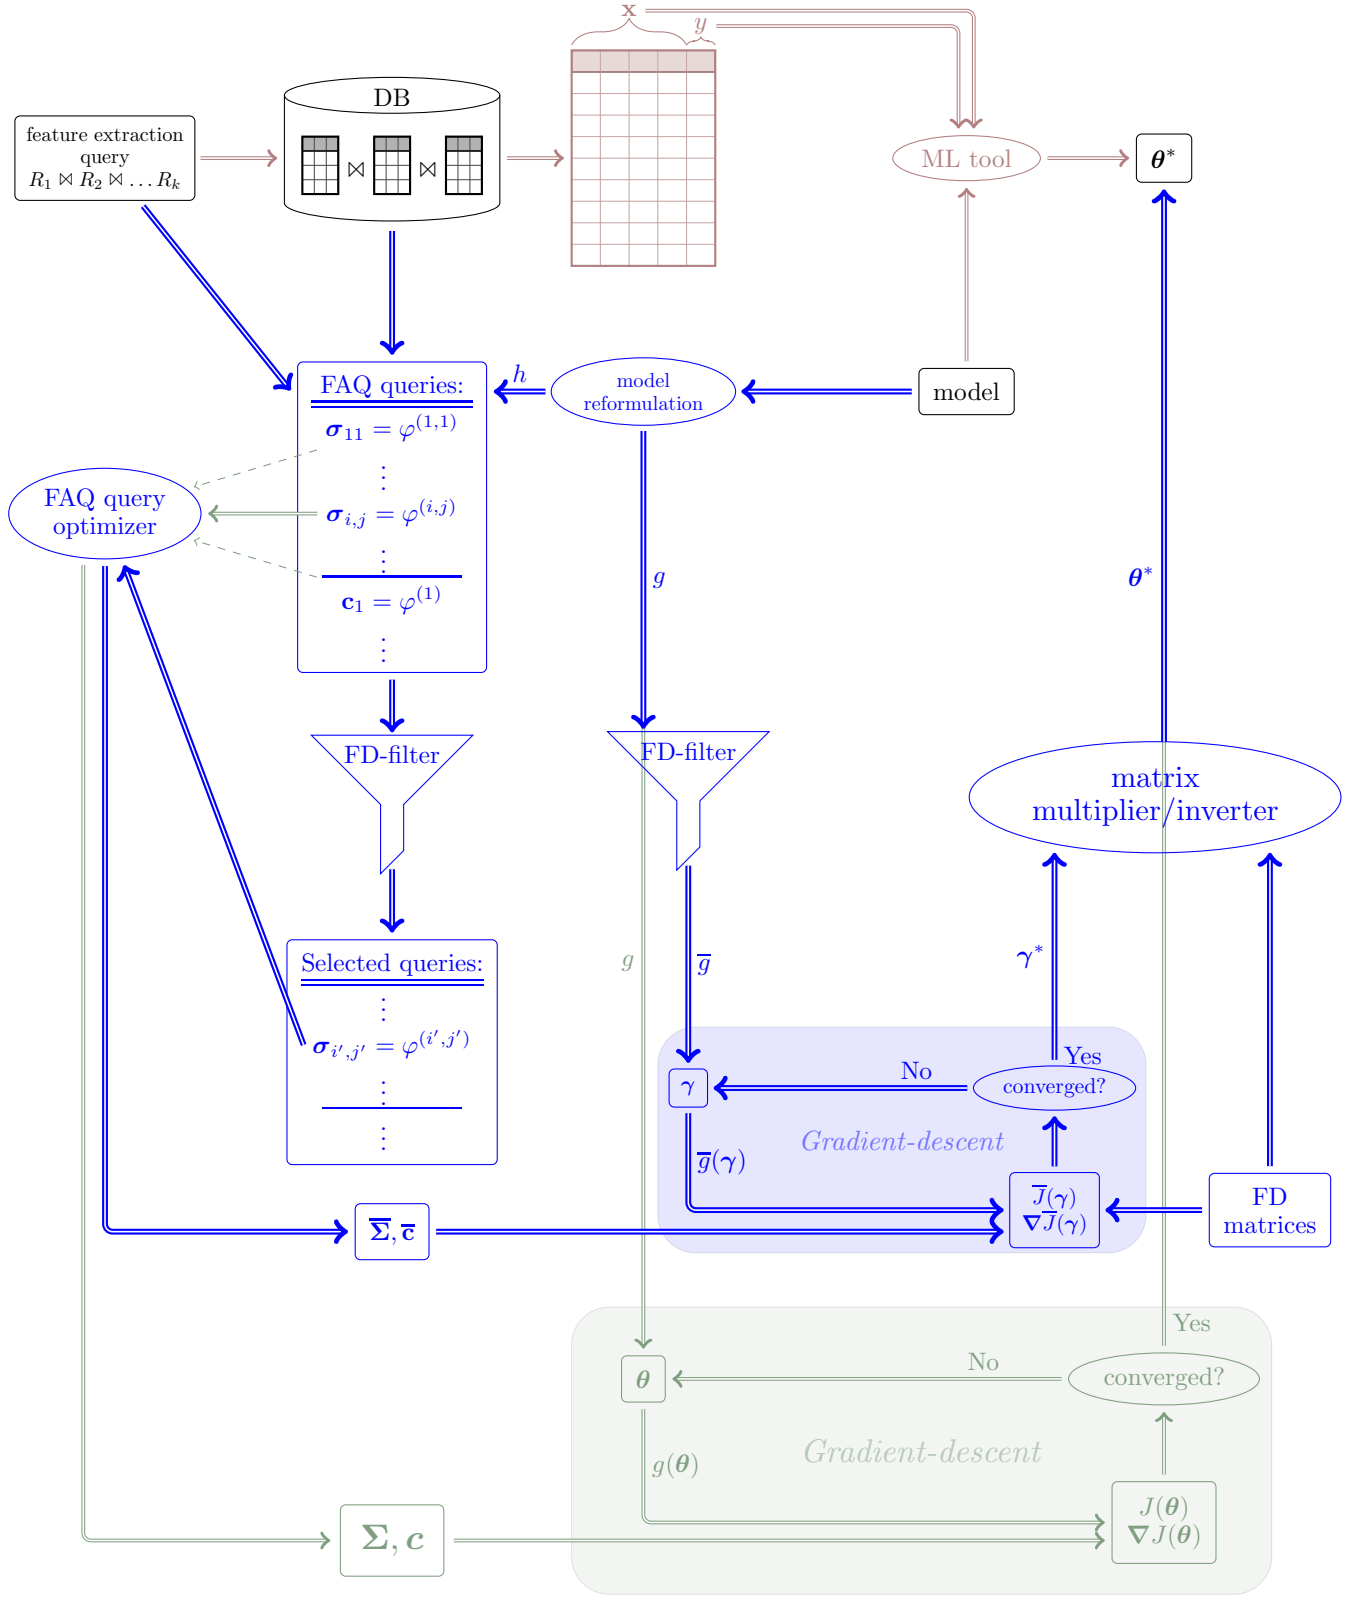 x
y
DB
feature extraction
query
R₁ ⋈ R₂ ⋈ … Rₖ
⋈ ⋈
ML tool
θ*
FAQ queries:
σ₁₁ = φ^(1,1)
⋮
σ_{i,j} = φ^(i,j)
⋮
c₁ = φ^(1)
⋮
h
model
reformulation
model
FAQ query
optimizer
g
θ*
FD-filter
FD-filter
matrix
multiplier/inverter
Selected queries:
⋮
σ_{i′,j′} = φ^(i′,j′)
⋮
⋮
g
g̅
γ*
Yes
γ
No
converged?
Gradient-descent
g̅(γ)
J̅(γ)
∇J̅(γ)
FD
matrices
Σ̅, c̅
Yes
θ
No
converged?
Gradient-descent
g(θ)
J(θ)
∇J(θ)
Σ, c